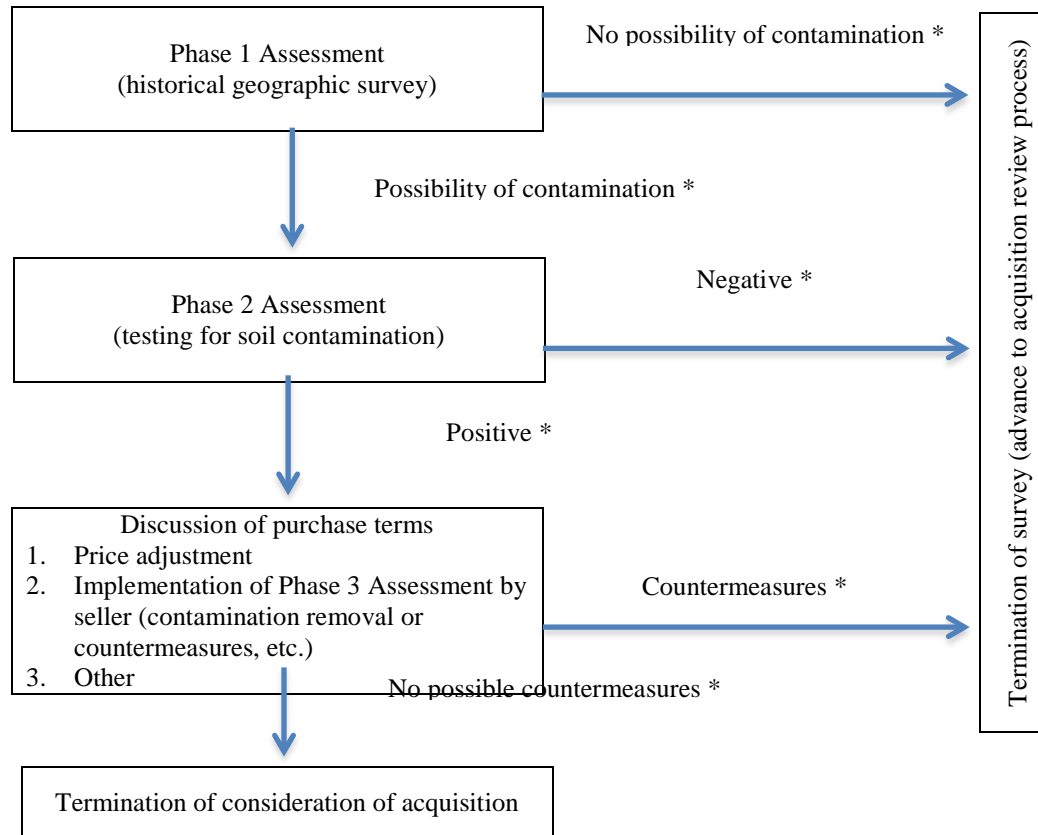 Phase 1 Assessment
(historical geographic survey)
No possibility of contamination *
Possibility of contamination *
Phase 2 Assessment
(testing for soil contamination)
Negative *
Positive *
Discussion of purchase terms
1. Price adjustment
2. Implementation of Phase 3 Assessment by
seller (contamination removal or
countermeasures, etc.)
3. Other
Countermeasures *
No possible countermeasures *
Termination of consideration of acquisition
Termination of survey (advance to acquisition review process)